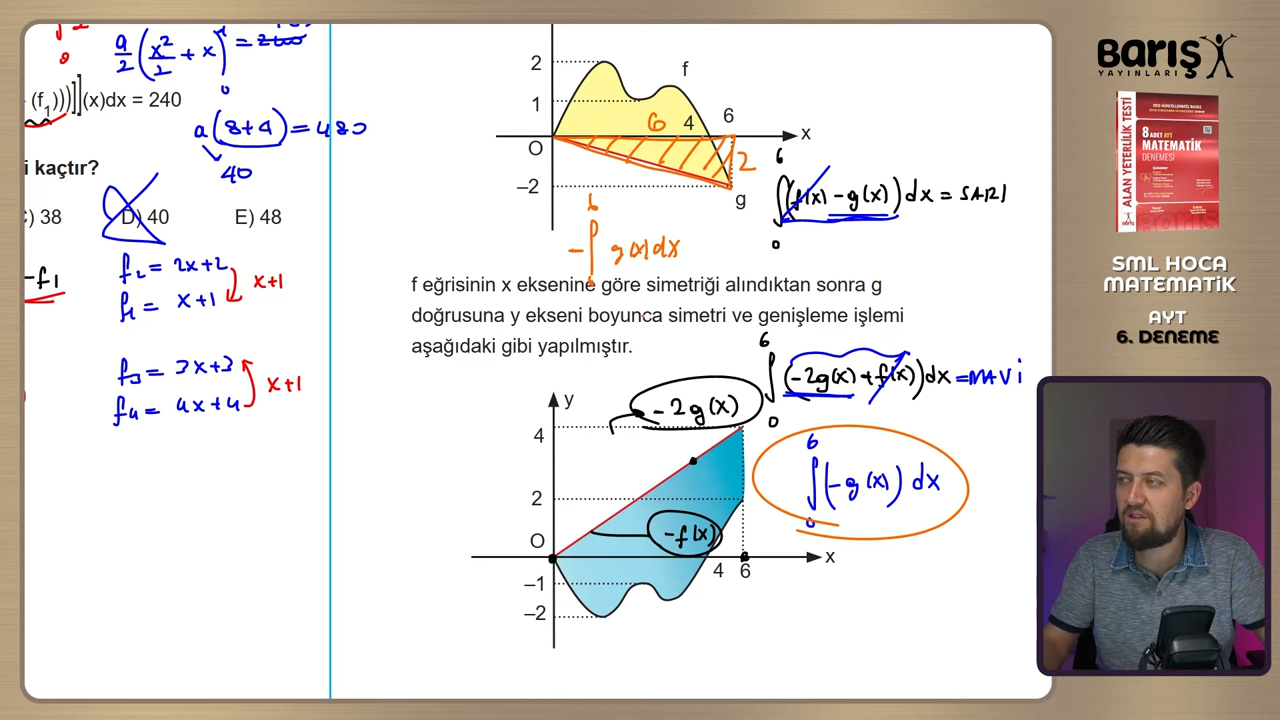 a/2 (x²/2 + x) =
0
(f₁)))]](x)dx = 240
a(8+4) = 480
40
i kaçtır?
C) 38
D) 40
E) 48
-f₁
f₂ = 2x+2
x+1
f₁ = x+1
f₃ = 3x+3
x+1
f₄ = 4x+4
2
f
1
6
4
6
x
O
2
-2
g
6
∫(f(x) - g(x))dx = SARI
0
6
-∫ g(x)dx
f eğrisinin x eksenine göre simetriği alındıktan sonra g
doğrusuna y ekseni boyunca simetri ve genişleme işlemi
aşağıdaki gibi yapılmıştır.
6
∫(-2g(x) + f(x))dx = MAVİ
0
y
-2g(x)
4
6
∫(-g(x)) dx
0
2
-f(x)
O
x
4
6
-1
-2
BARIŞ
YAYINLARI
ALAN YETERLİLİK TESTİ
8 ADET AYT
MATEMATİK
DENEMESİ
SML HOCA
MATEMATİK
AYT
6. DENEME